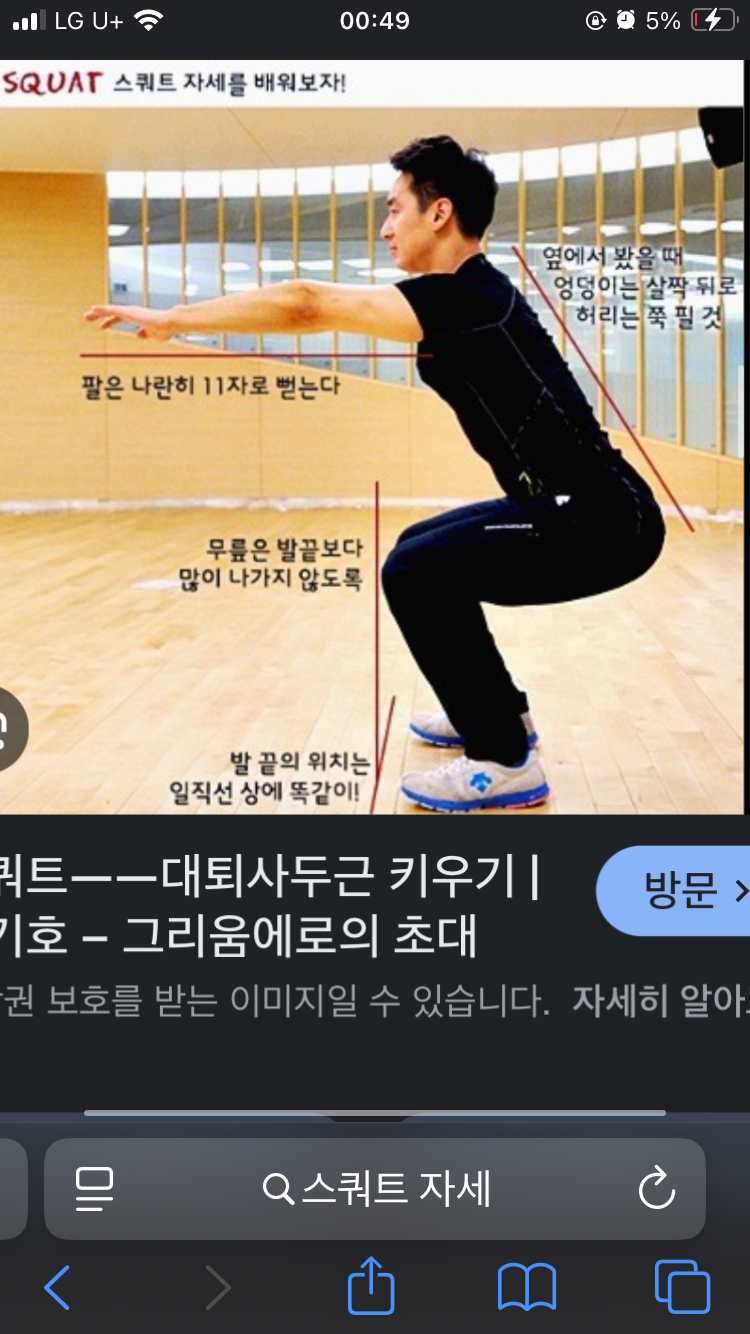 LG U+
00:49
5%
SQUAT 스쿼트 자세를 배워보자!
옆에서 봤을 때
엉덩이는 살짝 뒤로
허리는 쭉 필 것
팔은 나란히 11자로 뻗는다
무릎은 발끝보다
많이 나가지 않도록
발 끝의 위치는
일직선 상에 똑같이!
쿼트——대퇴사두근 키우기 |
기호 – 그리움에로의 초대
방문
권 보호를 받는 이미지일 수 있습니다. 자세히 알아
스쿼트 자세